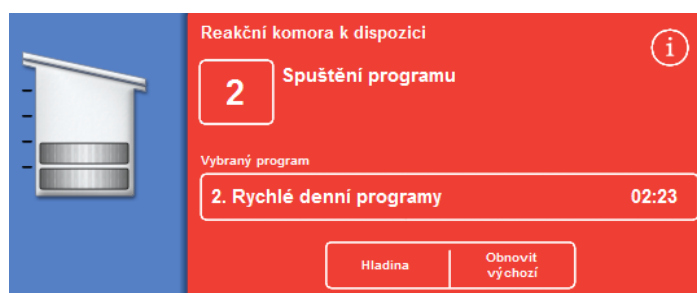 Reakční komora k dispozici
i
2
Spuštění programu
Vybraný program
2. Rychlé denní programy 02:23
Hladina
Obnovit
výchozí